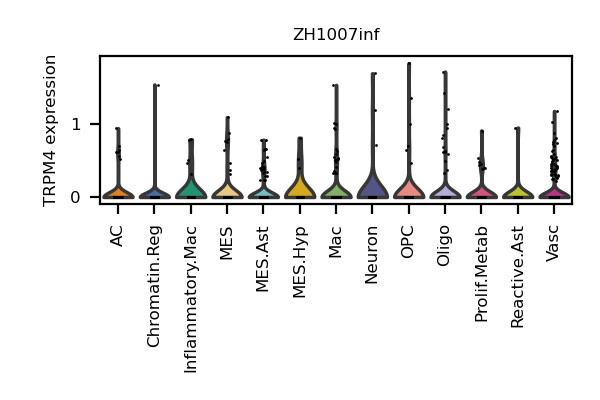 ZH1007inf
TRPM4 expression
1
0
AC
Chromatin.Reg
Inflammatory.Mac
MES
MES.Ast
MES.Hyp
Mac
Neuron
OPC
Oligo
Prolif.Metab
Reactive.Ast
Vasc